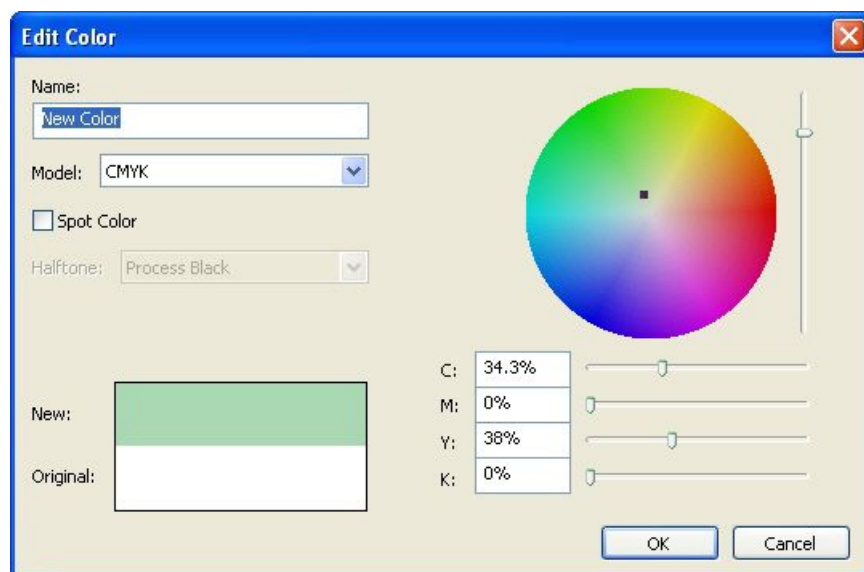 Edit Color
Name:
New Color
Model: CMYK
Spot Color
Halftone: Process Black
New:
Original:
C: 34.3%
M: 0%
Y: 38%
K: 0%
OK Cancel